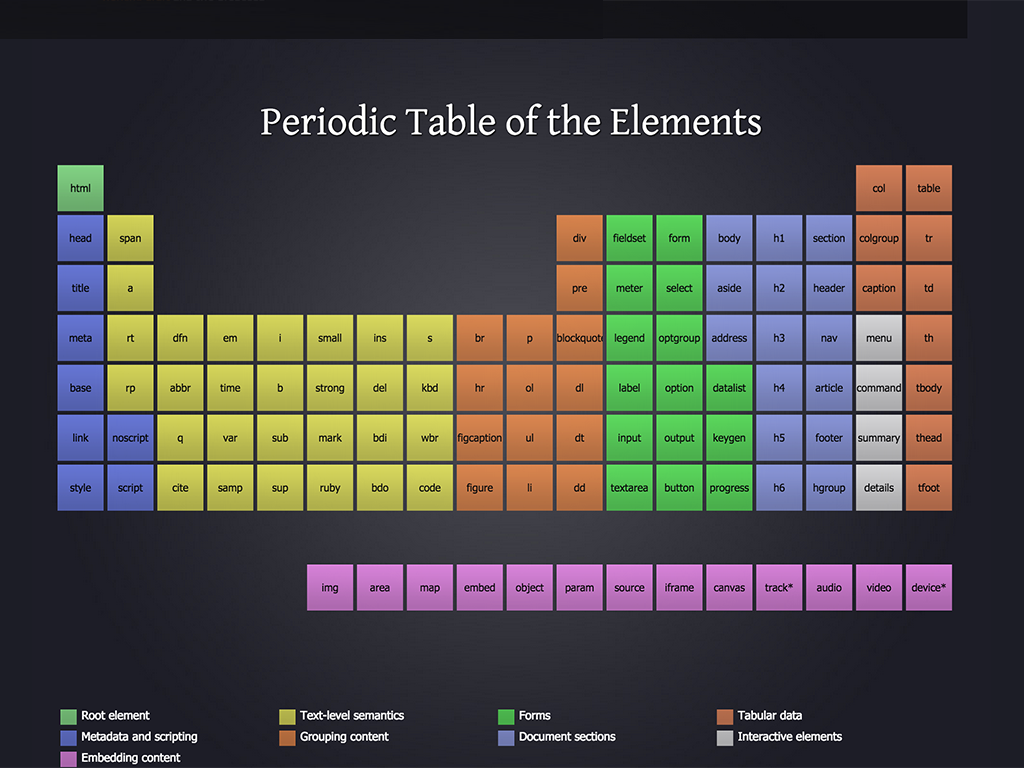 Periodic Table of the Elements
html col table
head span div fieldset form body h1 section colgroup tr
title a pre meter select aside h2 header caption td
meta rt dfn em i small ins s br p blockquote legend optgroup address h3 nav menu th
base rp abbr time b strong del kbd hr ol dl label option datalist h4 article command tbody
link noscript q var sub mark bdi wbr figcaption ul dt input output keygen h5 footer summary thead
style script cite samp sup ruby bdo code figure li dd textarea button progress h6 hgroup details tfoot
img area map embed object param source iframe canvas track* audio video device*
Root element Text-level semantics Forms Tabular data
Metadata and scripting Grouping content Document sections Interactive elements
Embedding content